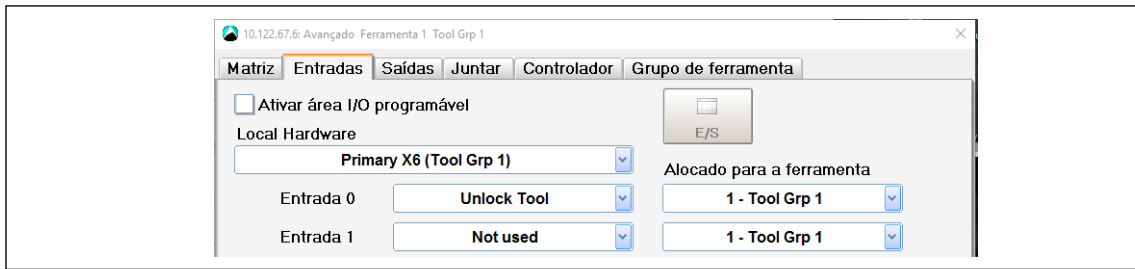 10.122.67.6: Avançado Ferramenta 1 Tool Grp 1
Matriz Entradas Saídas Juntar Controlador Grupo de ferramenta
Ativar área I/O programável
E/S
Local Hardware
Primary X6 (Tool Grp 1)
Alocado para a ferramenta
Entrada 0 Unlock Tool 1 - Tool Grp 1
Entrada 1 Not used 1 - Tool Grp 1